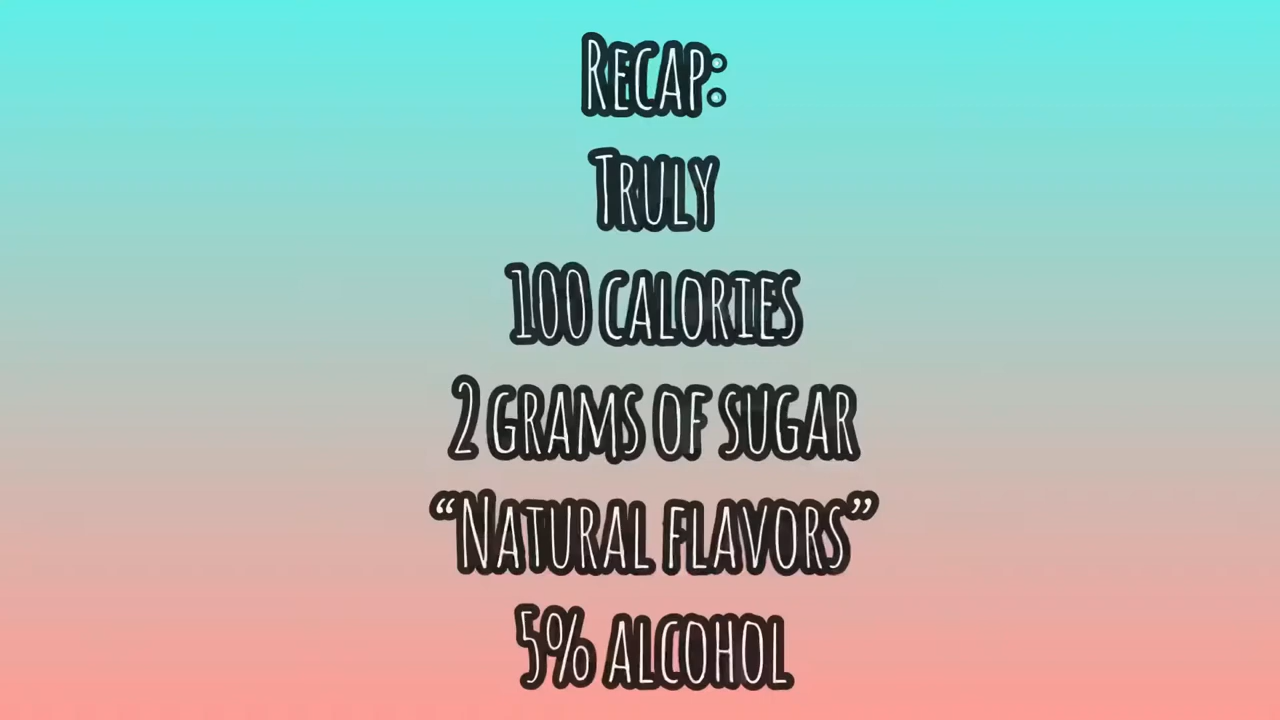 Recap:
Truly
100 calories
2 grams of sugar
“Natural flavors”
5% alcohol